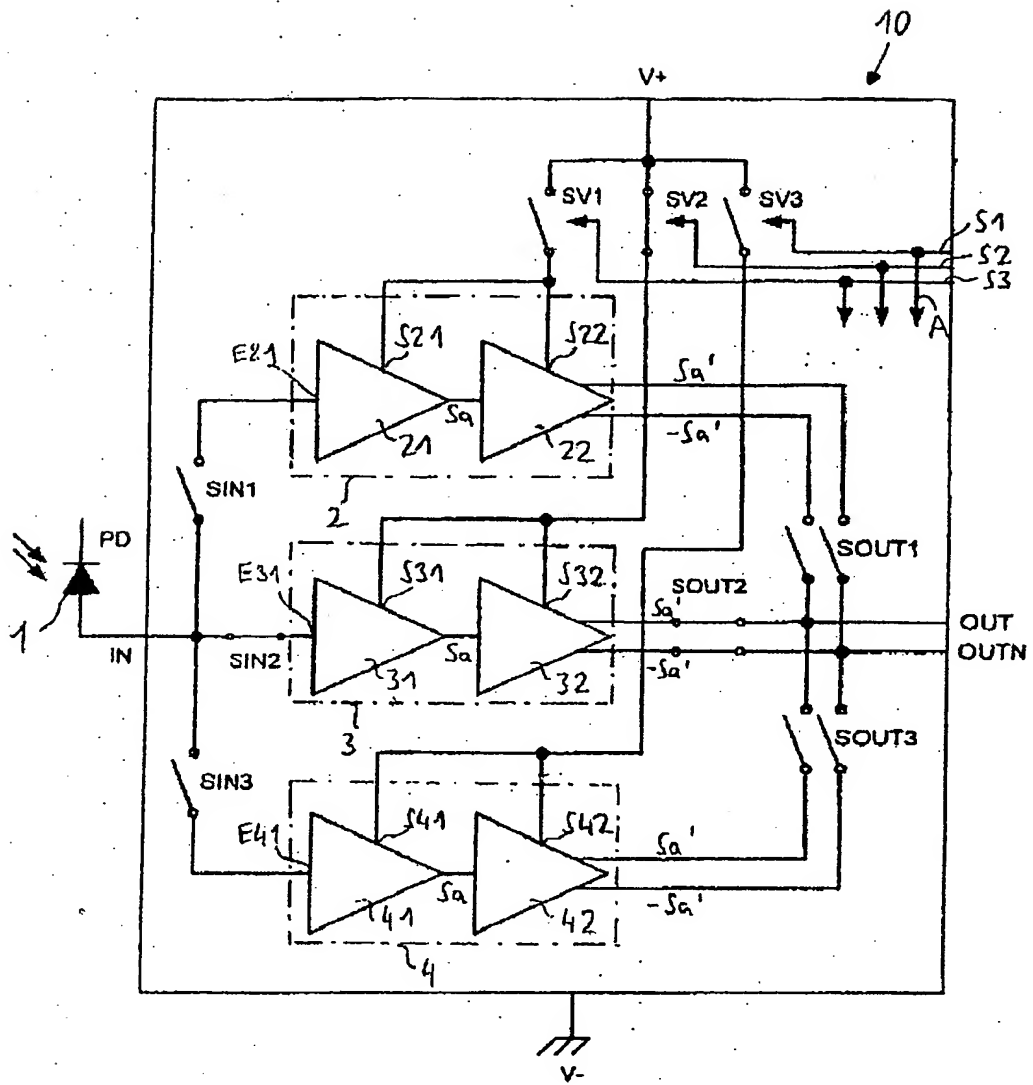 10
V+
SV1
SV2
SV3
S1
S2
S3
A
E21
S21
S22
Sa
Sa'
-Sa'
21
22
2
SIN1
PD
1
IN
SIN2
E31
S31
S32
Sa
SOUT1
SOUT2
Sa'
-Sa'
OUT
OUTN
31
32
3
SIN3
SOUT3
E41
S41
S42
Sa
Sa'
-Sa'
41
42
4
V-